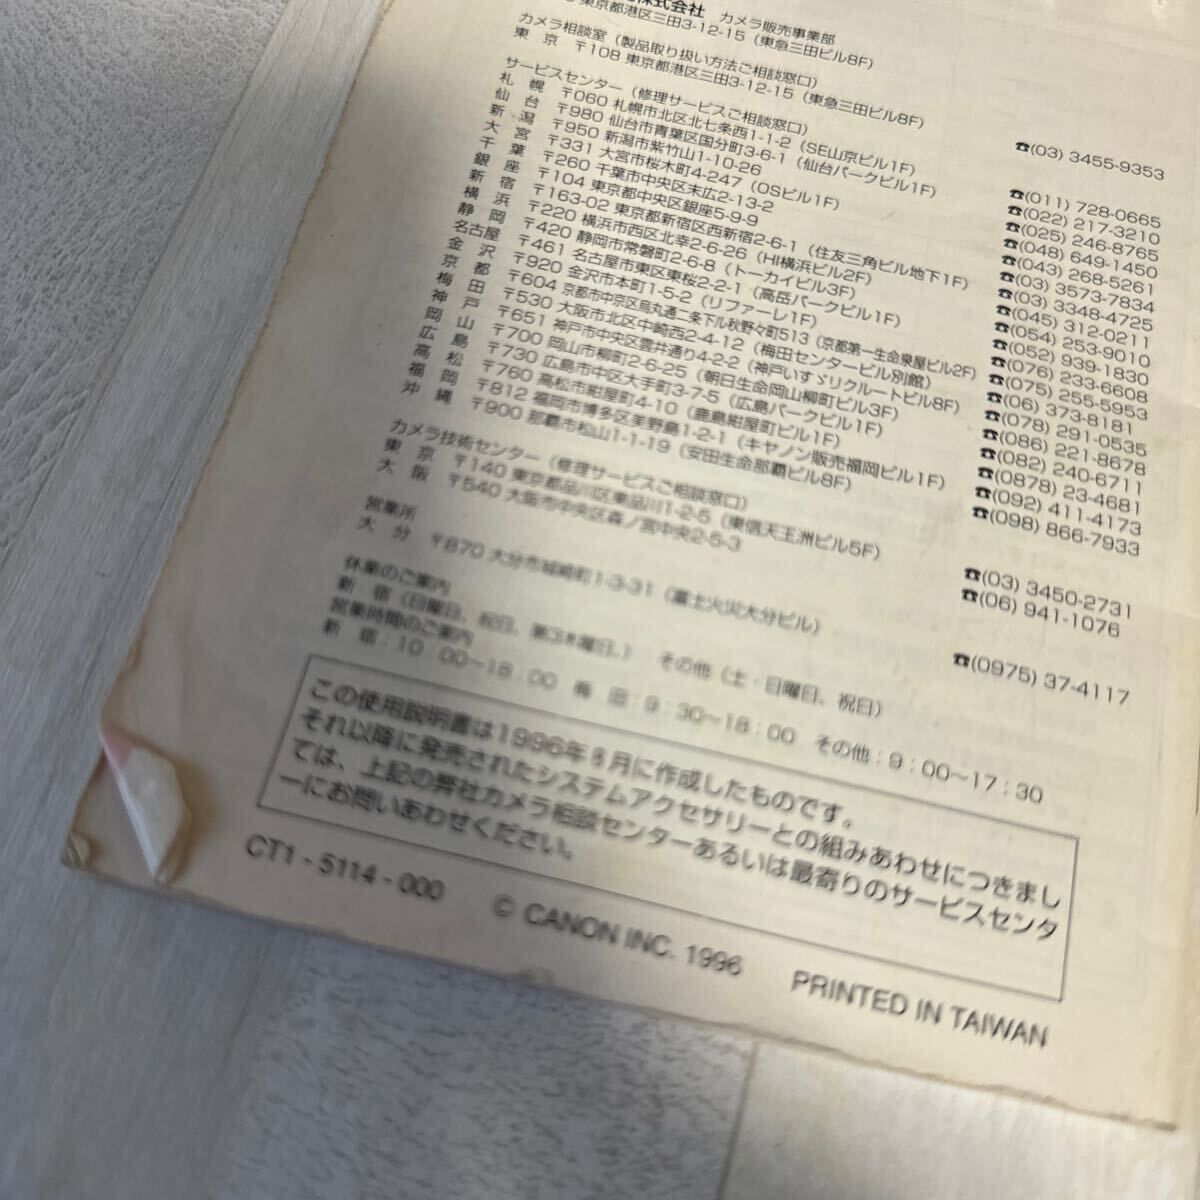 株式会社 カメラ販売事業部
東京都港区三田3-12-15（東急三田ビル8F）
カメラ相談室（製品取り扱い方法ご相談窓口）
東京 〒108 東京都港区三田3-12-15（東急三田ビル8F） ☎(03) 3455-9353
サービスセンター（修理サービスご相談窓口）
札幌 〒060 札幌市北区北七条西1-1-2（SE山京ビル1F） ☎(011) 728-0665
仙台 〒980 仙台市青葉区国分町3-6-1（仙台パークビル1F） ☎(022) 217-3210
新潟 〒950 新潟市紫竹山1-10-26 ☎(025) 246-8765
大宮 〒331 大宮市桜木町4-247（OSビル1F） ☎(048) 649-1450
千葉 〒260 千葉市中央区末広2-13-2 ☎(043) 268-5261
銀座 〒104 東京都中央区銀座5-9-9 ☎(03) 3573-7834
新宿 〒163-02 東京都新宿区西新宿2-6-1（住友三角ビル地下1F） ☎(03) 3348-4725
横浜 〒220 横浜市西区北幸2-6-26（HI横浜ビル2F） ☎(045) 312-0211
静岡 〒420 静岡市常磐町2-6-8（トーカイビル3F） ☎(054) 253-9010
名古屋 〒461 名古屋市東区東桜2-2-1（高岳パークビル1F） ☎(052) 939-1830
金沢 〒920 金沢市本町1-5-2（リファーレ1F） ☎(076) 233-6608
京都 〒604 京都市中京区烏丸通二条下ル秋野々町513（京都第一生命泉屋ビル2F） ☎(075) 255-5953
梅田 〒530 大阪市北区中崎西2-4-12（梅田センタービル別館） ☎(06) 373-8181
神戸 〒651 神戸市中央区雲井通り4-2-2（神戸いすゞリクルートビル8F） ☎(078) 291-0535
岡山 〒700 岡山市柳町2-6-25（朝日生命岡山柳町ビル3F） ☎(086) 221-8678
広島 〒730 広島市中区大手町3-7-5（広島パークビル1F） ☎(082) 240-6711
高松 〒760 高松市紺屋町4-10（鹿島紺屋町ビル1F） ☎(0878) 23-4681
福岡 〒812 福岡市博多区美野島1-2-1（キヤノン販売福岡ビル1F） ☎(092) 411-4173
沖縄 〒900 那覇市松山1-1-19（安田生命那覇ビル8F） ☎(098) 866-7933
カメラ技術センター（修理サービスご相談窓口）
東京 〒140 東京都品川区東品川1-2-5（東信天王洲ビル5F） ☎(03) 3450-2731
大阪 〒540 大阪市中央区森ノ宮中央2-5-3 ☎(06) 941-1076
営業所
大分 〒870 大分市城崎町1-3-31（富士火災大分ビル） ☎(0975) 37-4117
休業のご案内
新宿（日曜日、祝日、第3木曜日、） その他（土・日曜日、祝日）
営業時間のご案内
新宿：10：00〜18：00 梅田：9：30〜18：00 その他：9：00〜17：30
この使用説明書は1996年8月に作成したものです。
それ以降に発売されたシステムアクセサリーとの組みあわせにつきまし
ては、上記の弊社カメラ相談センターあるいは最寄りのサービスセンタ
ーにお問いあわせください。
CT1-5114-000 © CANON INC. 1996 PRINTED IN TAIWAN